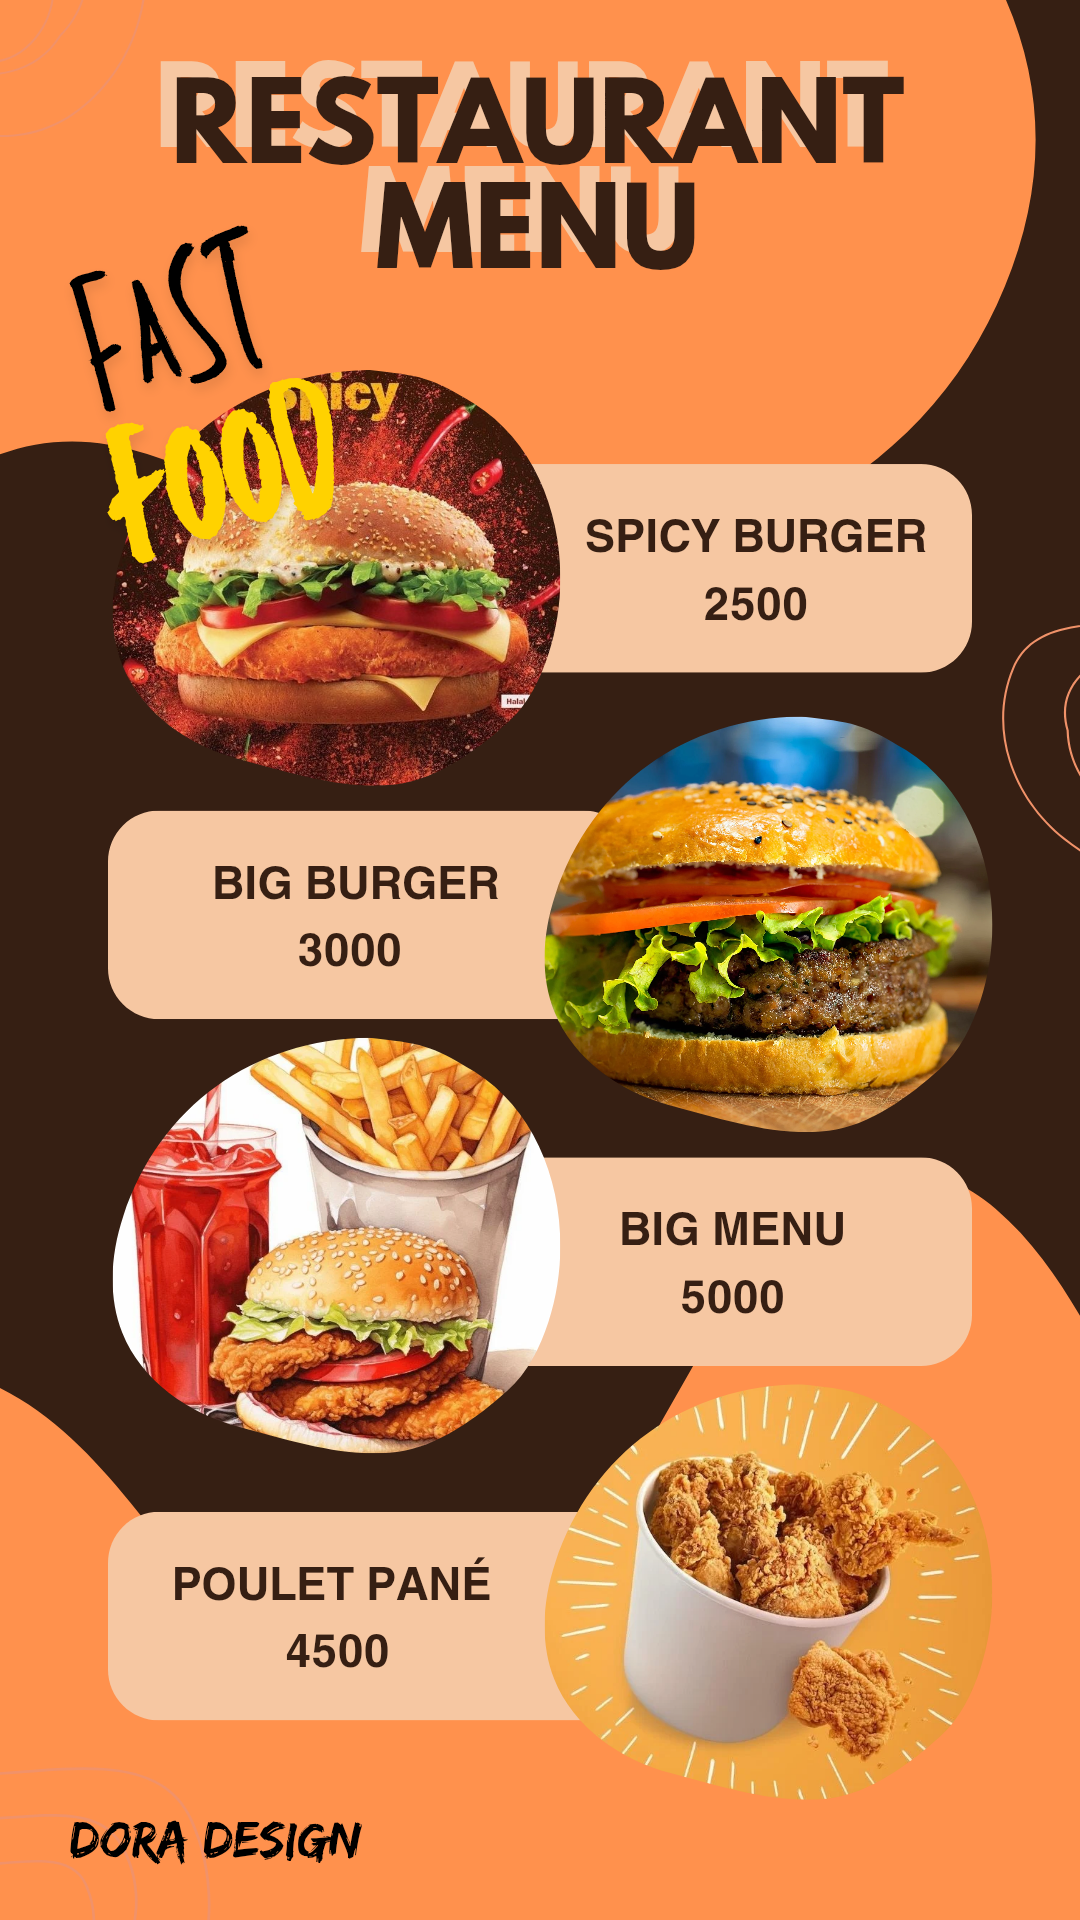 RESTAURANT
MENU
FAST
FOOD
Spicy
SPICY BURGER
2500
Halal
BIG BURGER
3000
BIG MENU
5000
POULET PANÉ
4500
DORA DESIGN